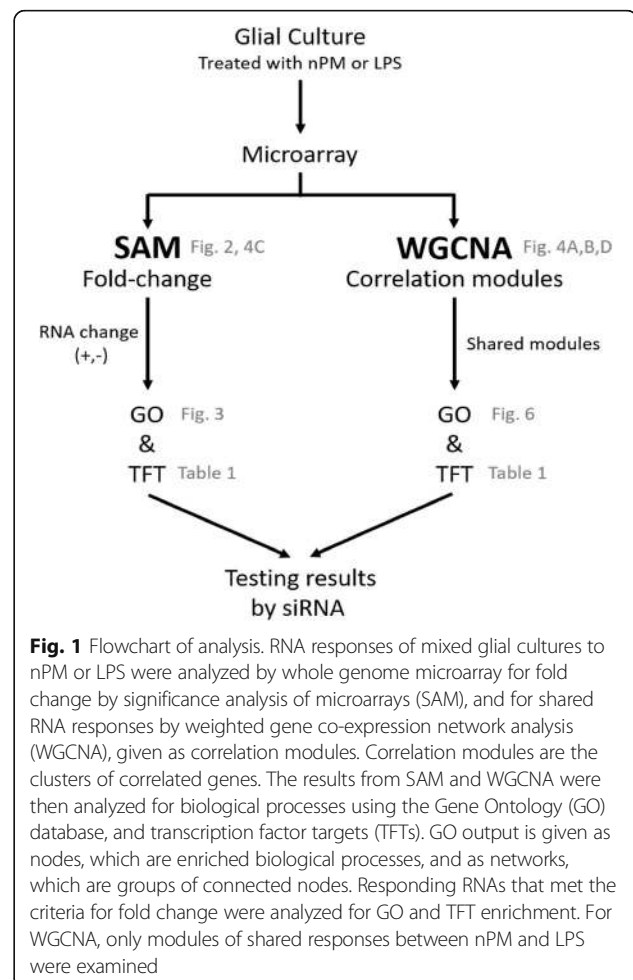 Glial Culture
Treated with nPM or LPS
Microarray
SAM Fig. 2, 4C
Fold-change
WGCNA Fig. 4A,B,D
Correlation modules
RNA change
(+,-)
Shared modules
GO Fig. 3
&
TFT Table 1
GO Fig. 6
&
TFT Table 1
Testing results
by siRNA
Fig. 1 Flowchart of analysis. RNA responses of mixed glial cultures to
nPM or LPS were analyzed by whole genome microarray for fold
change by significance analysis of microarrays (SAM), and for shared
RNA responses by weighted gene co-expression network analysis
(WGCNA), given as correlation modules. Correlation modules are the
clusters of correlated genes. The results from SAM and WGCNA were
then analyzed for biological processes using the Gene Ontology (GO)
database, and transcription factor targets (TFTs). GO output is given as
nodes, which are enriched biological processes, and as networks,
which are groups of connected nodes. Responding RNAs that met the
criteria for fold change were analyzed for GO and TFT enrichment. For
WGCNA, only modules of shared responses between nPM and LPS
were examined